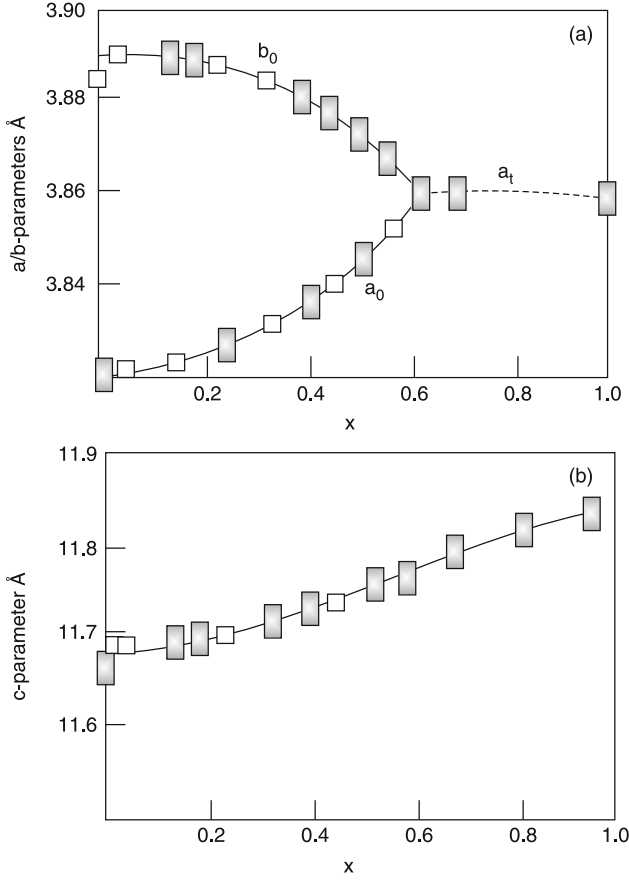 3.90
(a)
b0
3.88
a/b-parameters Å
3.86
at
3.84
a0
0.2 0.4 0.6 0.8 1.0
x
11.9
(b)
11.8
c-parameter Å
11.7
11.6
0.2 0.4 0.6 0.8 1.0
x